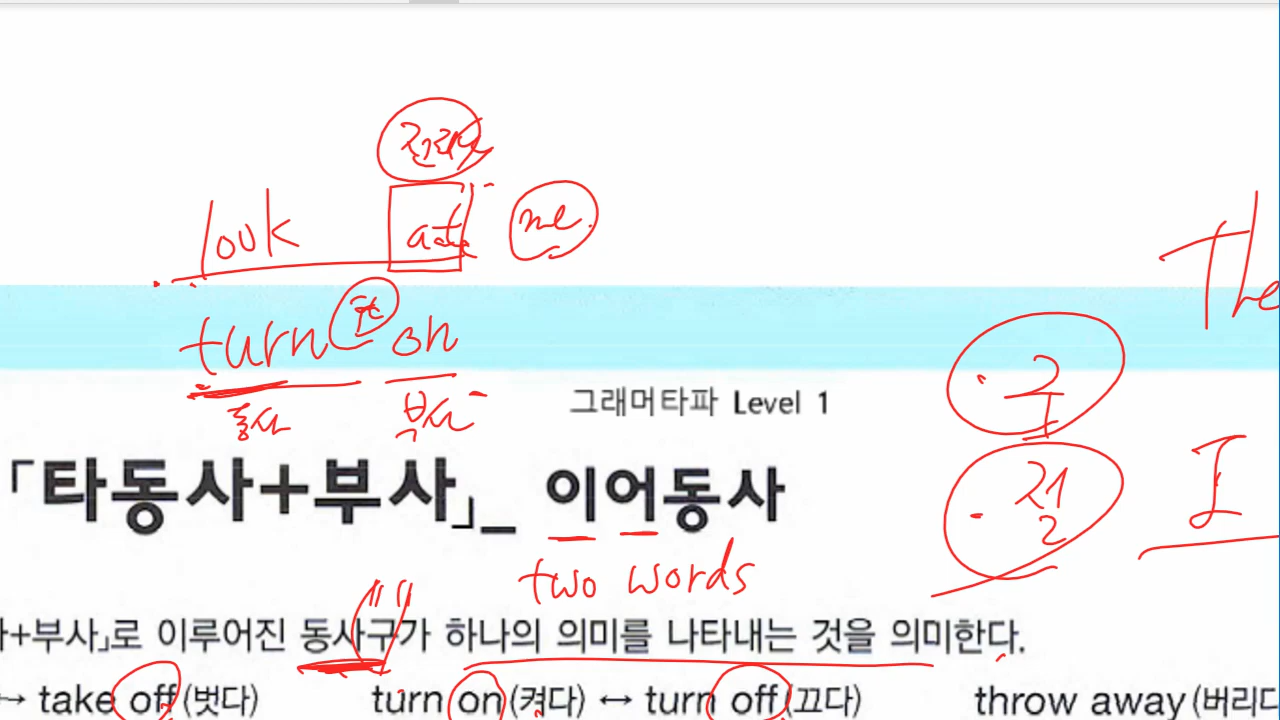 전치사
look at me.
The
turn it on
동사 부사
그래머타파 Level 1
주
「타동사+부사」_ 이어동사
I
two words
+부사」로 이루어진 동사구가 하나의 의미를 나타내는 것을 의미한다.
↔ take off(벗다) turn on(켜다) ↔ turn off(끄다) throw away(버리다